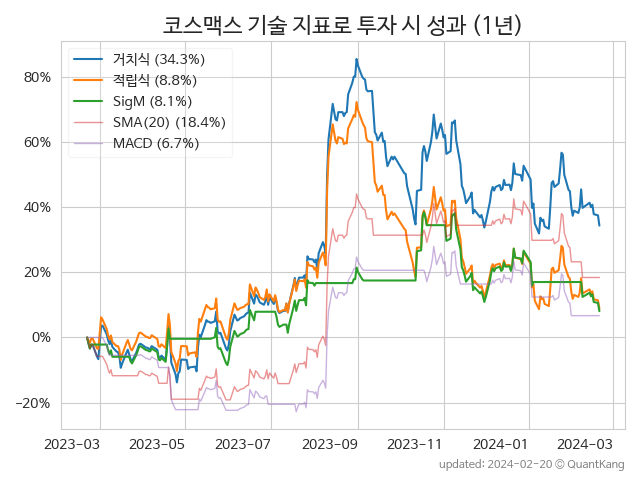 코스맥스 기술 지표로 투자 시 성과 (1년)
거치식 (34.3%)
적립식 (8.8%)
SigM (8.1%)
SMA(20) (18.4%)
MACD (6.7%)
80%
60%
40%
20%
0%
−20%
2023-03 2023-05 2023-07 2023-09 2023-11 2024-01 2024-03
updated: 2024-02-20 © QuantKang